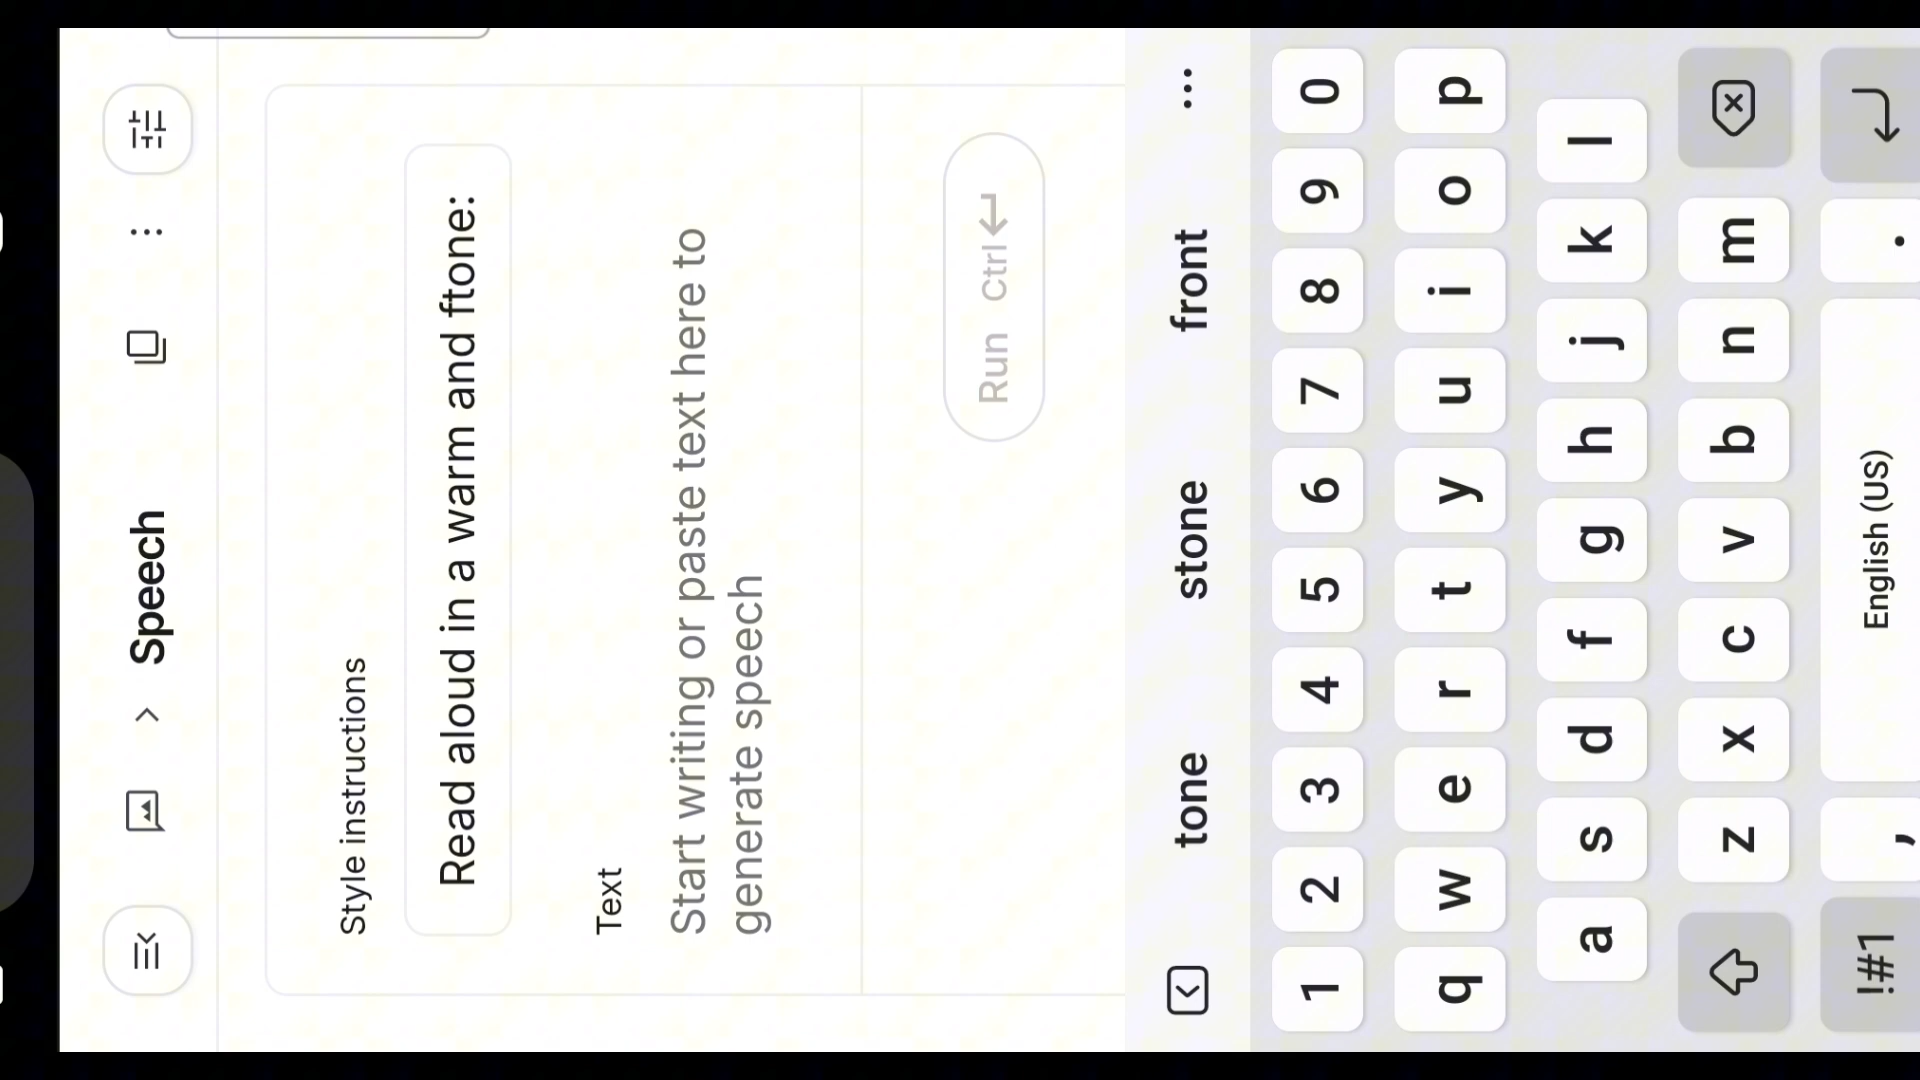 Speech
Style instructions
Read aloud in a warm and ftone:
Text
Start writing or paste text here to
generate speech
Run Ctrl
tone stone front ...
1 2 3 4 5 6 7 8 9 0
q w e r t y u i o p
a s d f g h j k l
z x c v b n m
!#1 , English (US) .